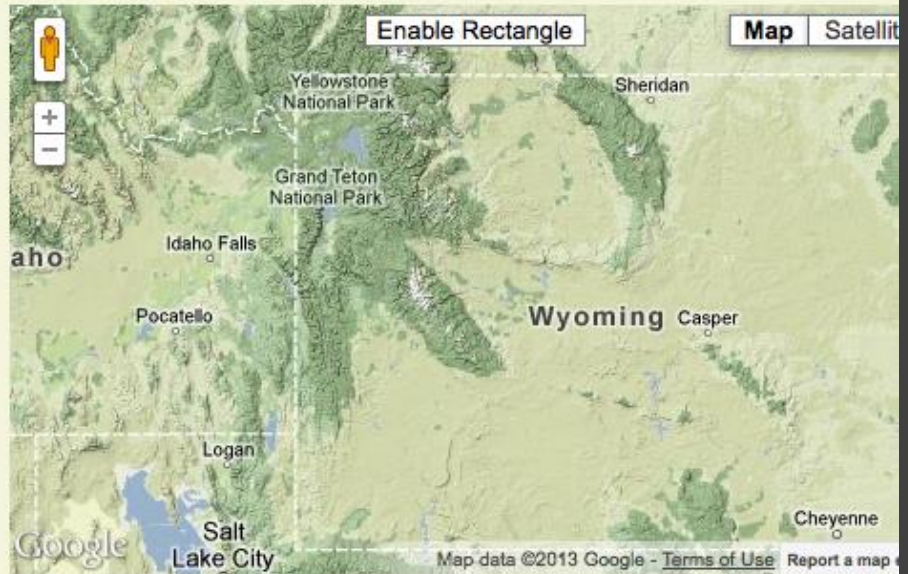 Enable Rectangle
Map
Satellit
+
−
Yellowstone
National Park
Sheridan
Grand Teton
National Park
Idaho Falls
aho
Pocatello
Wyoming
Casper
Logan
Salt
Lake City
Cheyenne
Google
Map data ©2013 Google - Terms of Use
Report a map